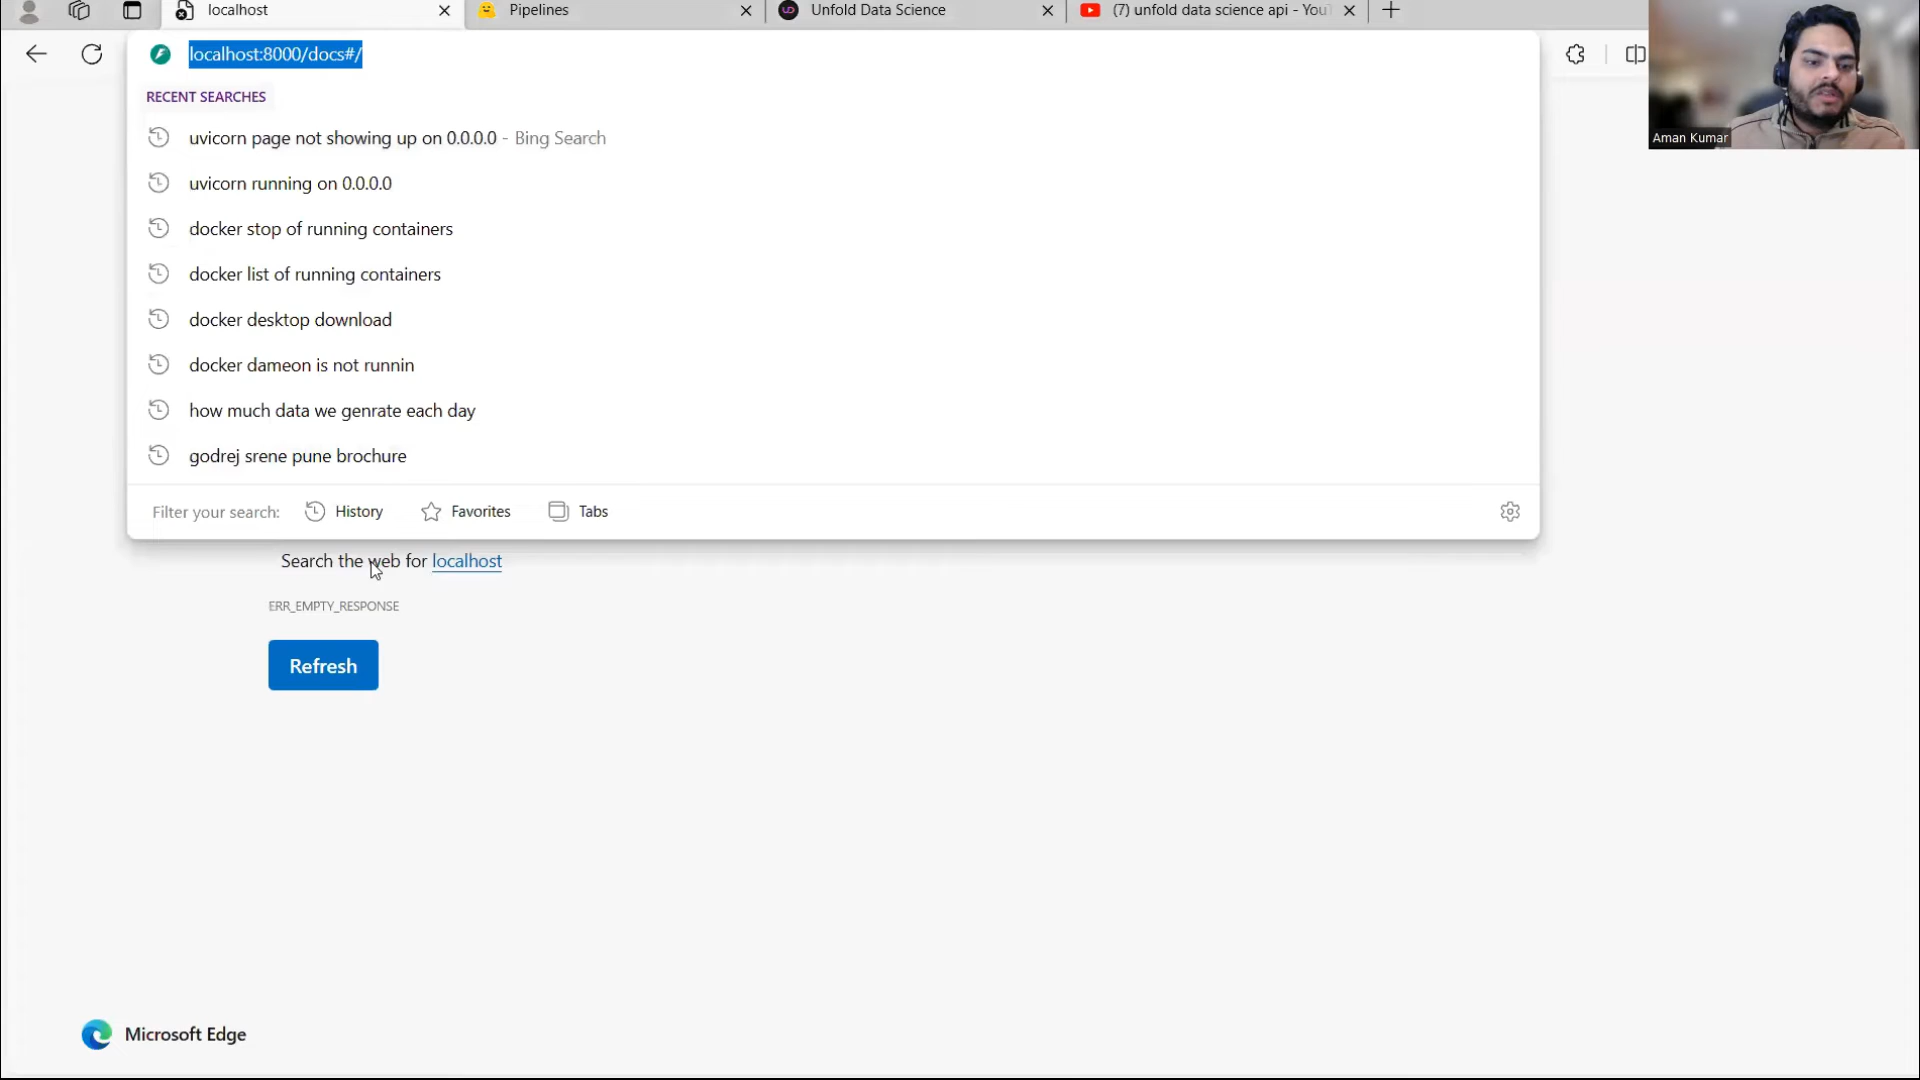 localhost
Pipelines
Unfold Data Science
(7) unfold data science api - YouT
localhost:8000/docs#/
RECENT SEARCHES
uvicorn page not showing up on 0.0.0.0 - Bing Search
uvicorn running on 0.0.0.0
docker stop of running containers
docker list of running containers
docker desktop download
docker dameon is not runnin
how much data we genrate each day
godrej srene pune brochure
Filter your search:
History
Favorites
Tabs
Search the web for localhost
ERR_EMPTY_RESPONSE
Refresh
Microsoft Edge
Aman Kumar